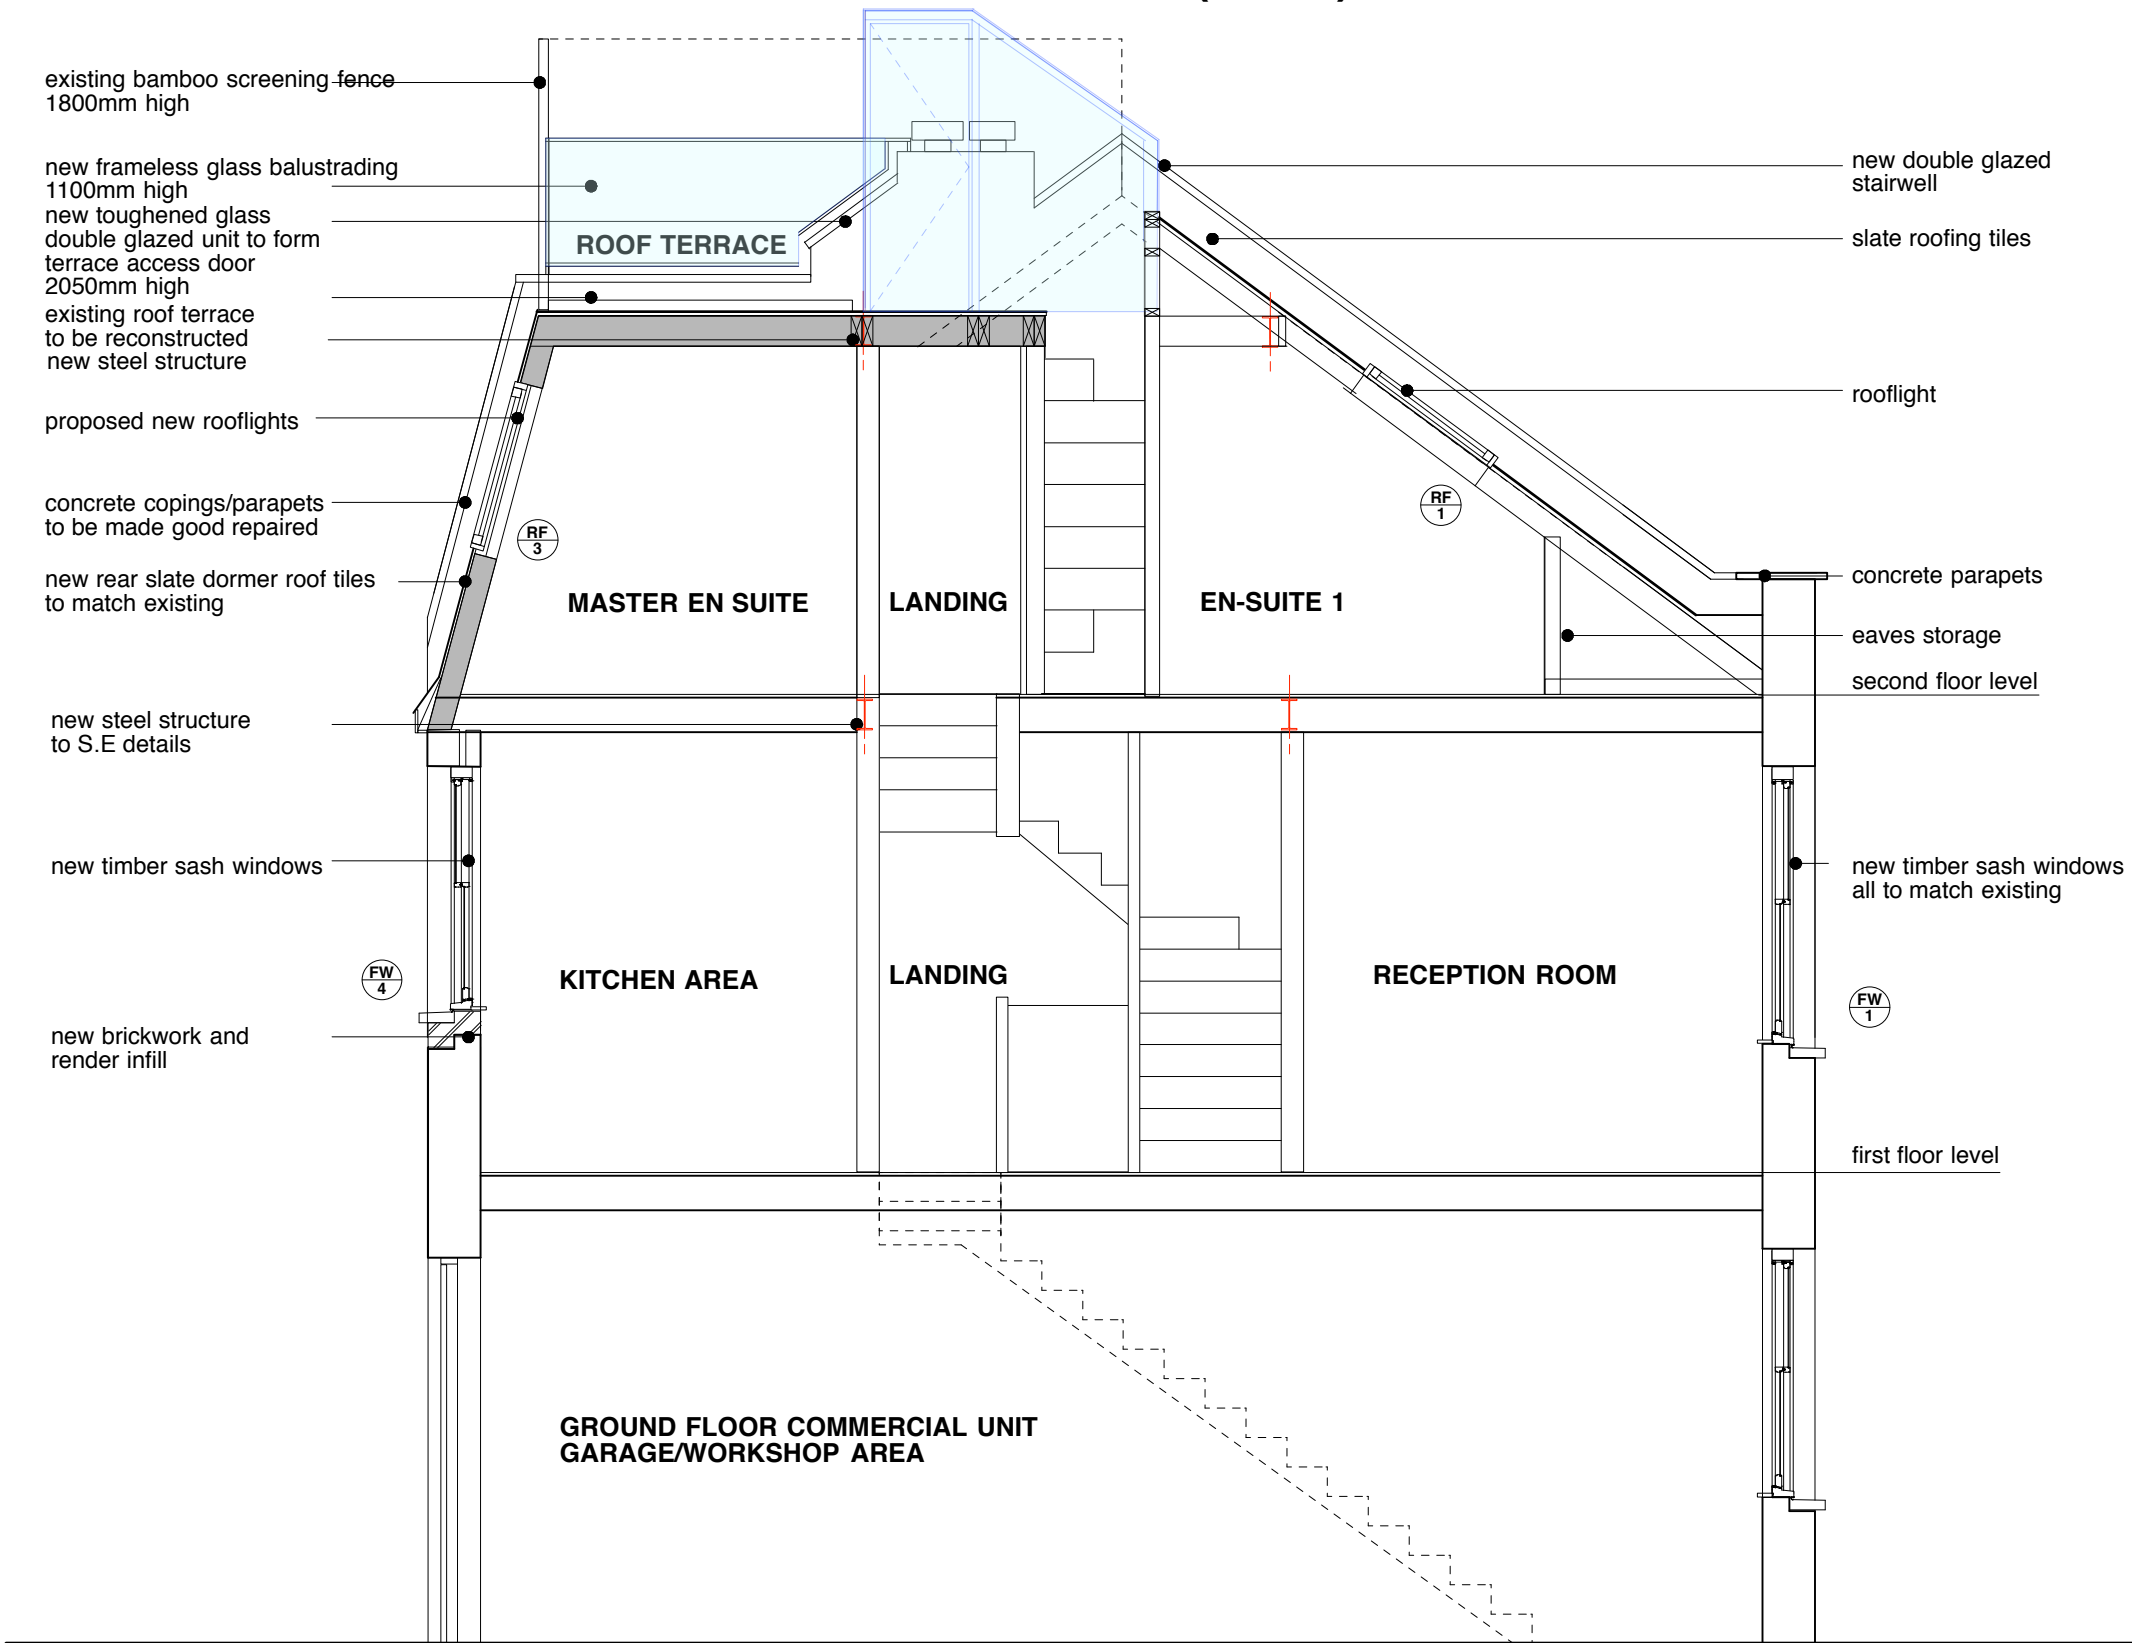 existing bamboo screening fence
1800mm high
new frameless glass balustrading
1100mm high
new toughened glass
double glazed unit to form
terrace access door
2050mm high
existing roof terrace
to be reconstructed
new steel structure
proposed new rooflights
concrete copings/parapets
to be made good repaired
new rear slate dormer roof tiles
to match existing
new steel structure
to S.E details
new timber sash windows
new brickwork and
render infill
ROOF TERRACE
RF
3
MASTER EN SUITE
LANDING
EN-SUITE 1
RF
1
FW
4
KITCHEN AREA
LANDING
RECEPTION ROOM
FW
1
GROUND FLOOR COMMERCIAL UNIT
GARAGE/WORKSHOP AREA
new double glazed
stairwell
slate roofing tiles
rooflight
concrete parapets
eaves storage
second floor level
new timber sash windows
all to match existing
first floor level